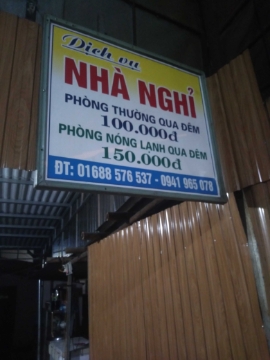 Dịch vụ
NHÀ NGHỈ
PHÒNG THƯỜNG QUA ĐÊM
100.000đ
PHÒNG NÓNG LẠNH QUA ĐÊM
150.000đ
ĐT: 01688 576 537 - 0941 965 078